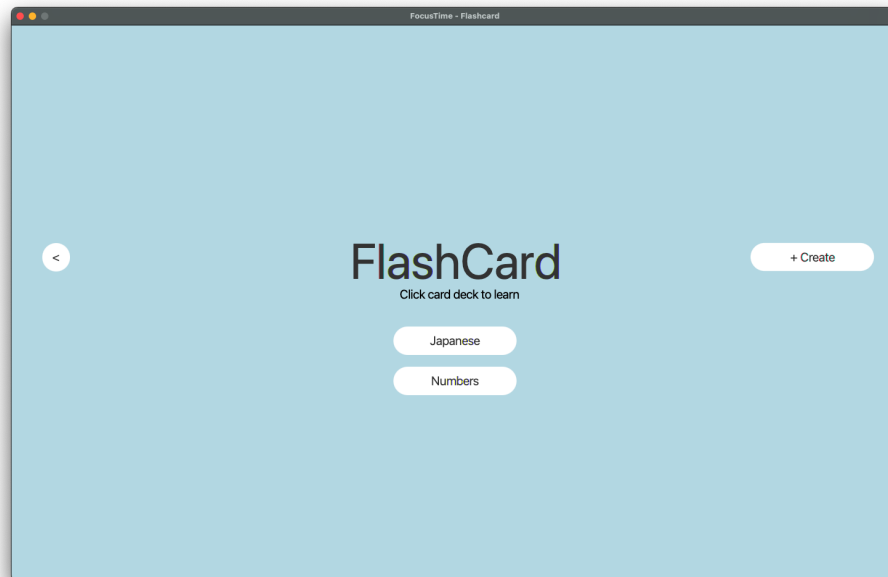 FocusTime - Flashcard
<
FlashCard
+ Create
Click card deck to learn
Japanese
Numbers